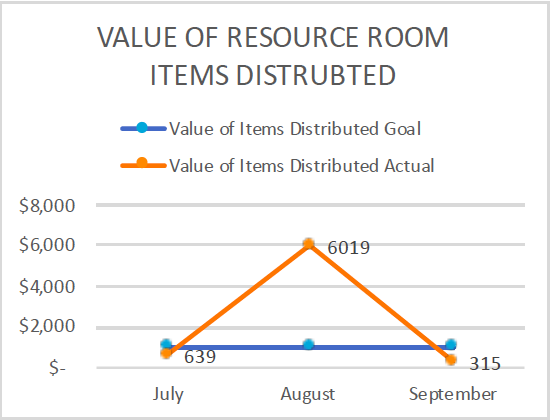 VALUE OF RESOURCE ROOM
ITEMS DISTRUBTED
Value of Items Distributed Goal
Value of Items Distributed Actual
$8,000
$6,000
$4,000
$2,000
$-
6019
639
315
July
August
September